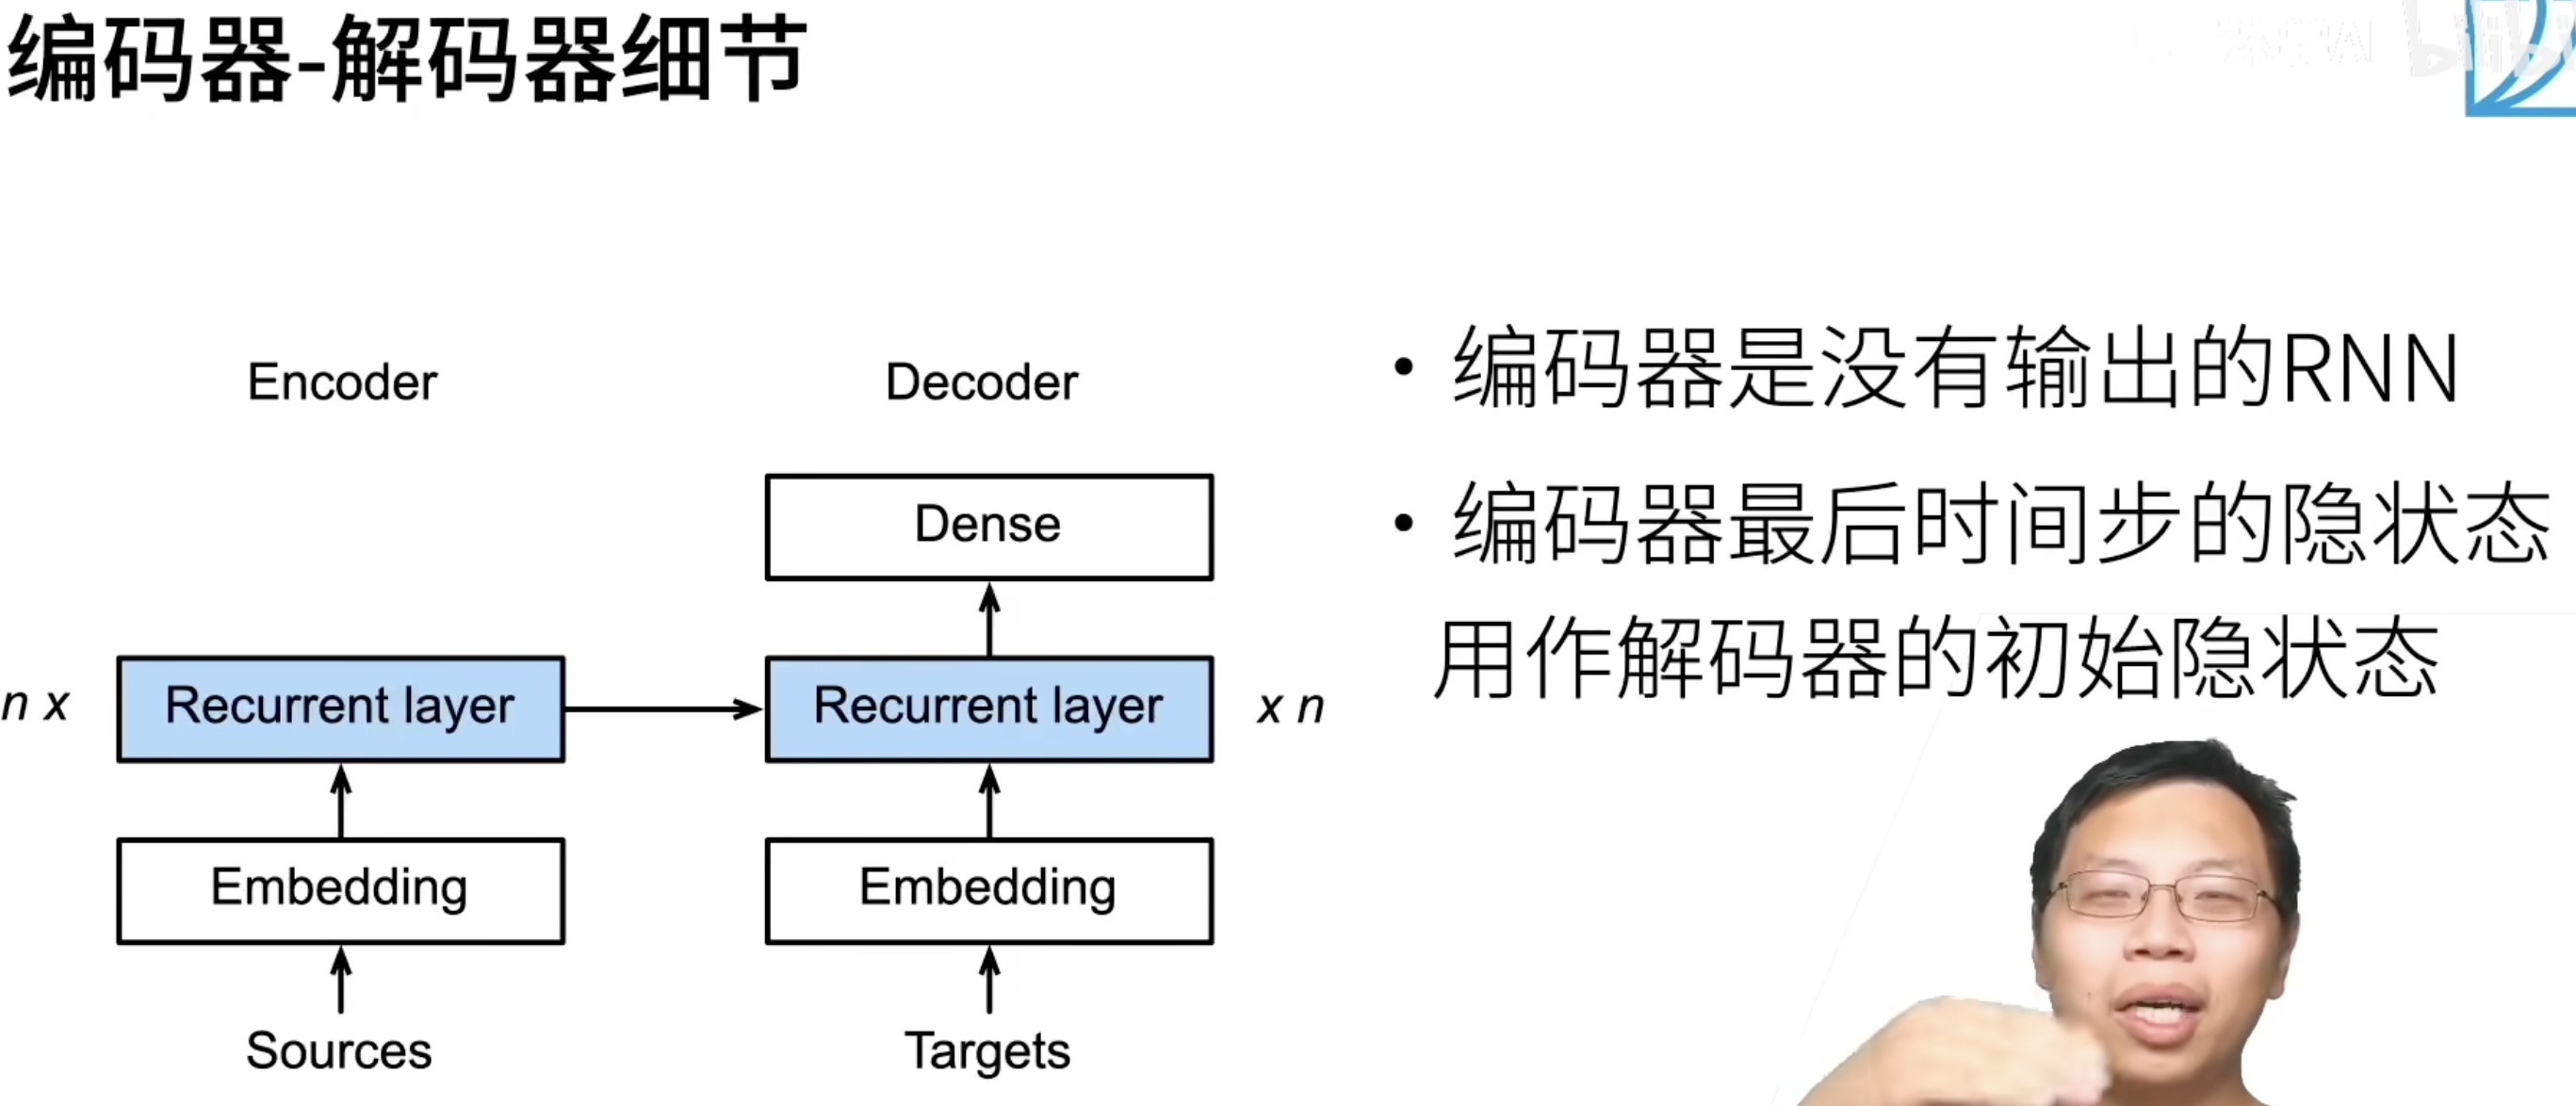 编码器-解码器细节
Encoder
Decoder
Dense
n x
Recurrent layer
Recurrent layer
x n
Embedding
Embedding
Sources
Targets
• 编码器是没有输出的RNN
• 编码器最后时间步的隐状态
用作解码器的初始隐状态